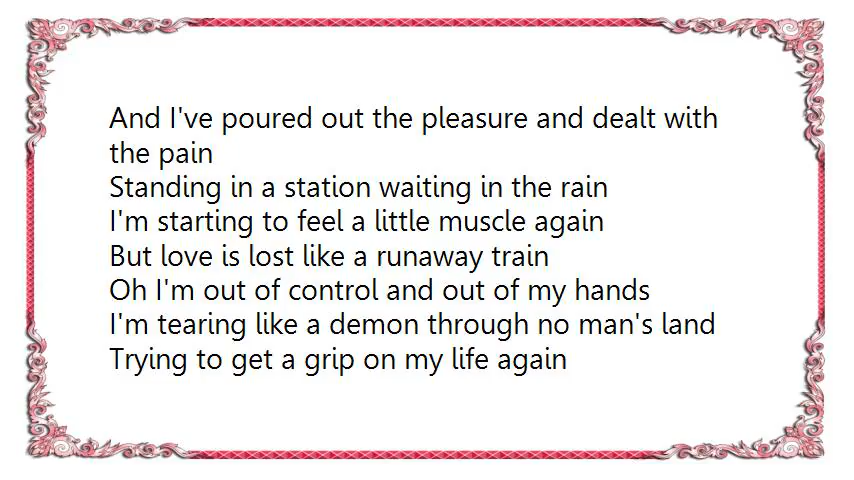 And I've poured out the pleasure and dealt with
the pain
Standing in a station waiting in the rain
I'm starting to feel a little muscle again
But love is lost like a runaway train
Oh I'm out of control and out of my hands
I'm tearing like a demon through no man's land
Trying to get a grip on my life again